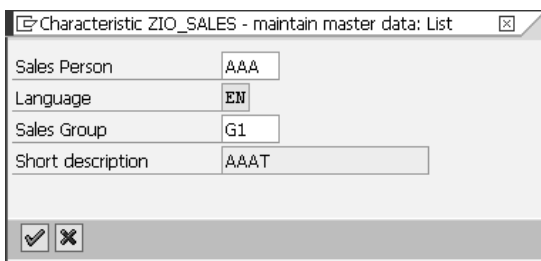 Characteristic ZIO_SALES - maintain master data: List
Sales Person AAA
Language EN
Sales Group G1
Short description AAAT